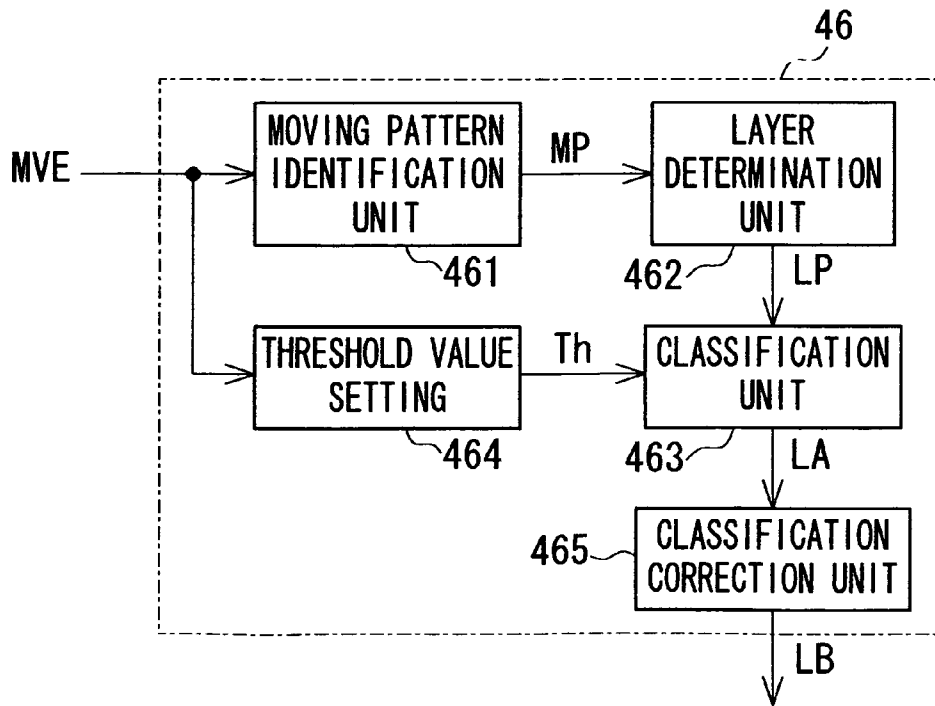 46
MOVING PATTERN
IDENTIFICATION
UNIT
461
MVE
MP
LAYER
DETERMINATION
UNIT
462
LP
THRESHOLD VALUE
SETTING
464
Th
CLASSIFICATION
UNIT
463
LA
465
CLASSIFICATION
CORRECTION UNIT
LB